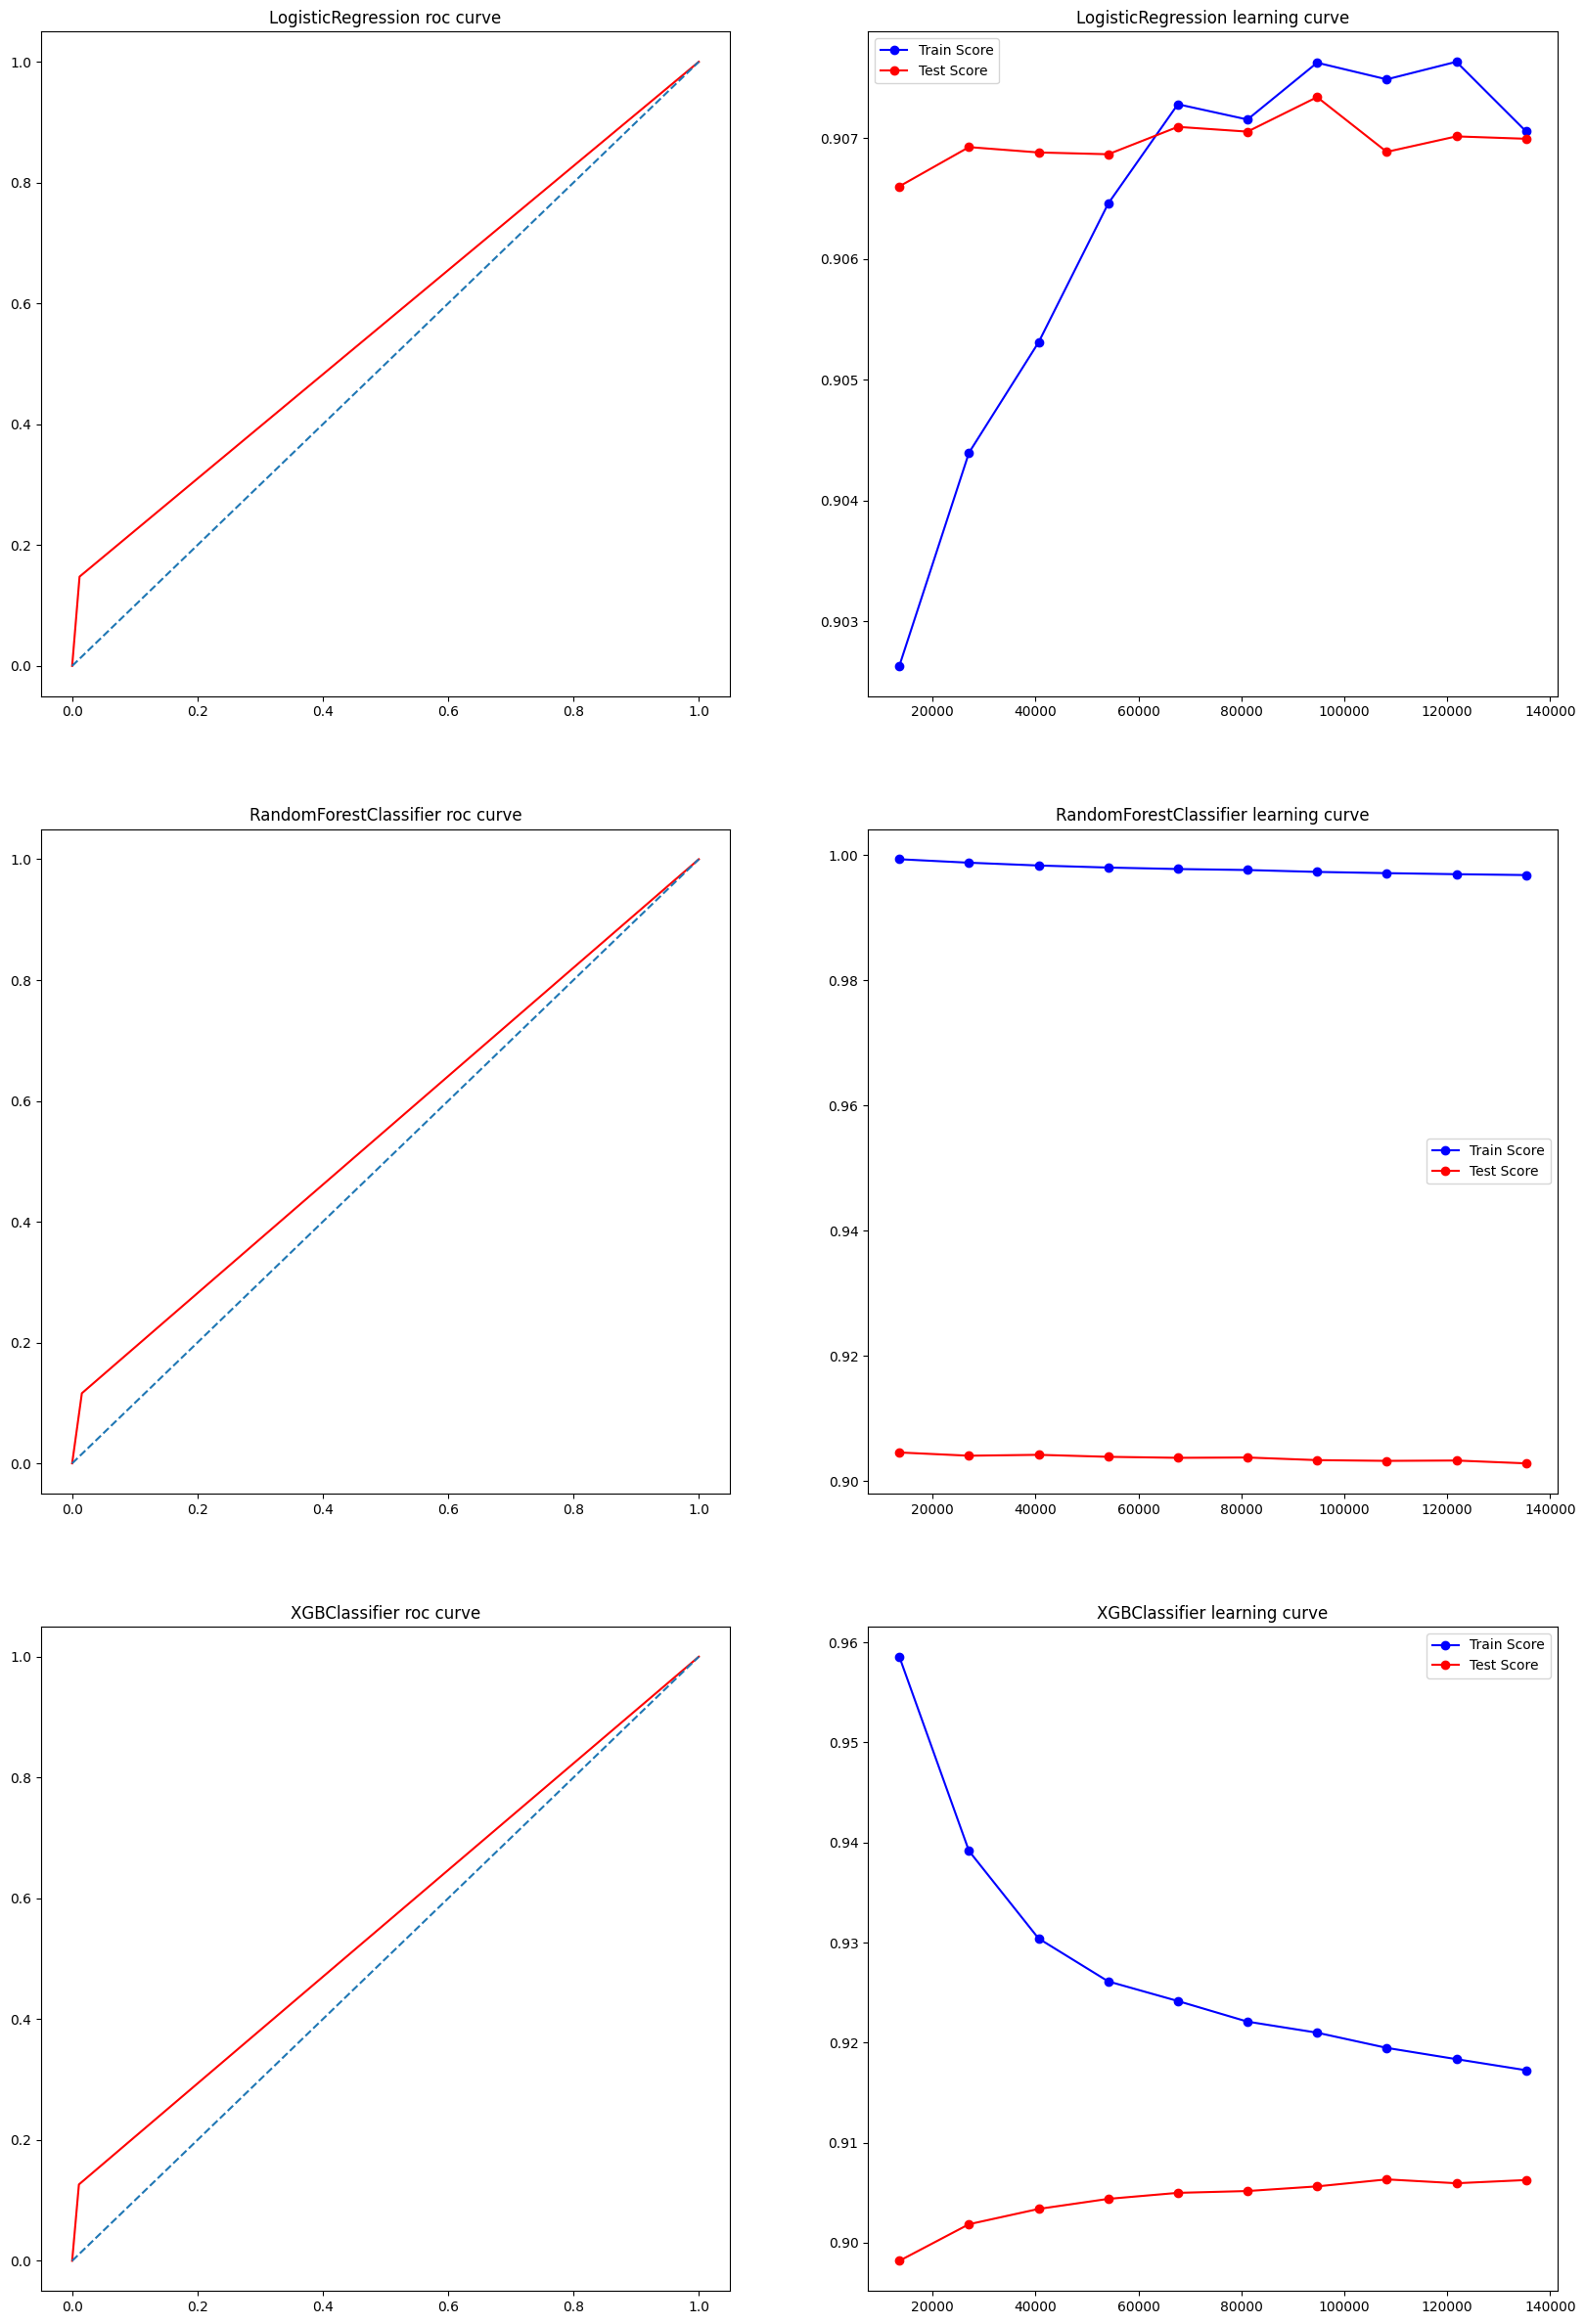 LogisticRegression roc curve
1.0
0.8
0.6
0.4
0.2
0.0
0.0 0.2 0.4 0.6 0.8 1.0
LogisticRegression learning curve
Train Score
Test Score
0.907
0.906
0.905
0.904
0.903
20000 40000 60000 80000 100000 120000 140000
RandomForestClassifier roc curve
1.0
0.8
0.6
0.4
0.2
0.0
0.0 0.2 0.4 0.6 0.8 1.0
RandomForestClassifier learning curve
1.00
0.98
0.96
Train Score
Test Score
0.94
0.92
0.90
20000 40000 60000 80000 100000 120000 140000
XGBClassifier roc curve
1.0
0.8
0.6
0.4
0.2
0.0
0.0 0.2 0.4 0.6 0.8 1.0
XGBClassifier learning curve
Train Score
Test Score
0.96
0.95
0.94
0.93
0.92
0.91
0.90
20000 40000 60000 80000 100000 120000 140000